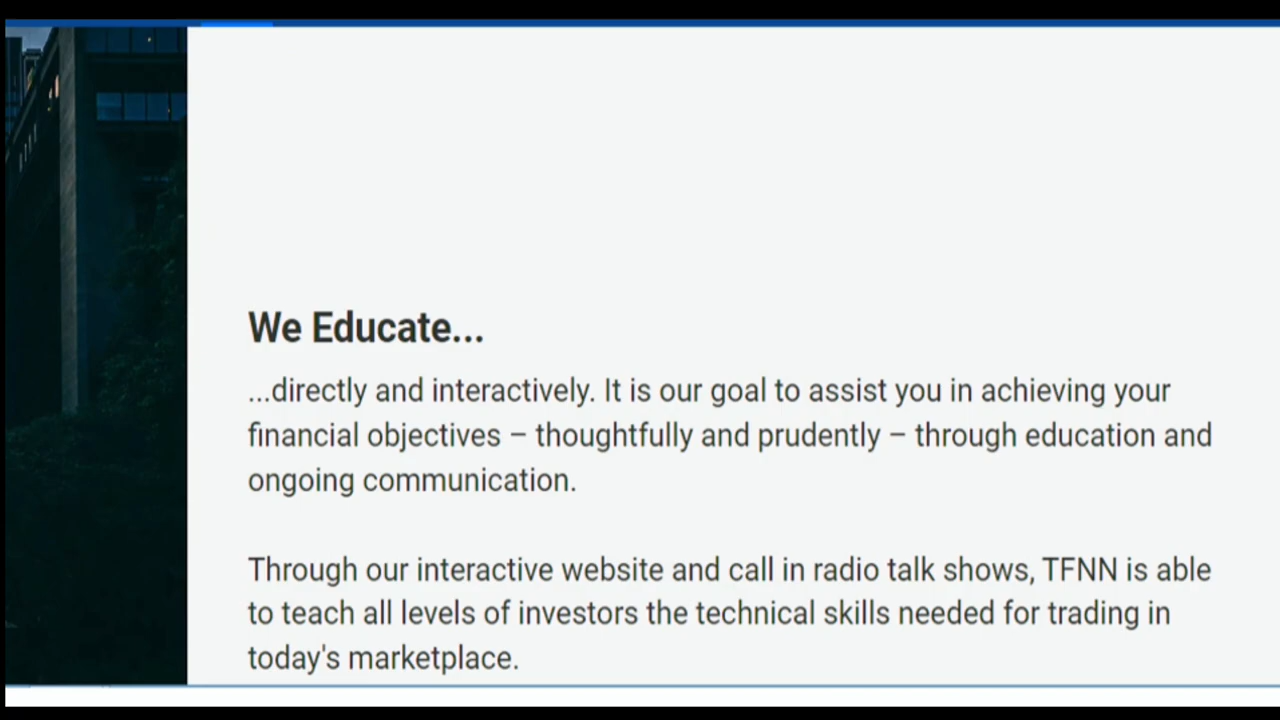 We Educate...
...directly and interactively. It is our goal to assist you in achieving your
financial objectives – thoughtfully and prudently – through education and
ongoing communication.
Through our interactive website and call in radio talk shows, TFNN is able
to teach all levels of investors the technical skills needed for trading in
today's marketplace.